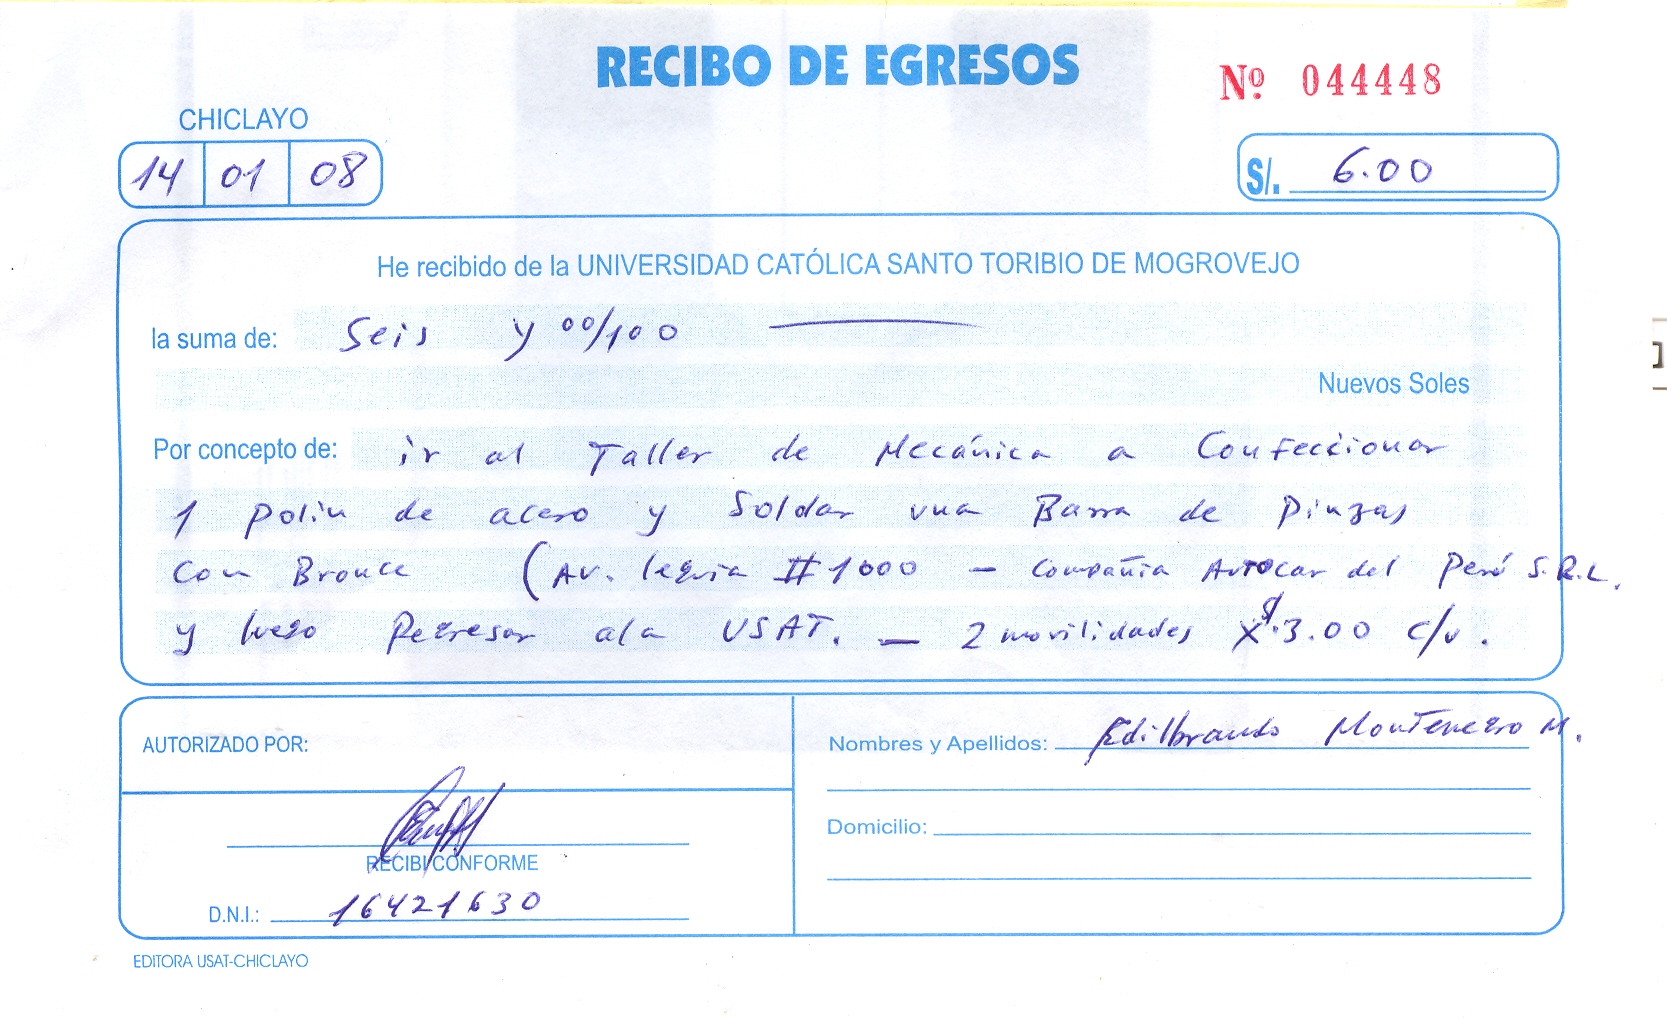 RECIBO DE EGRESOS
Nº 044448
CHICLAYO
14 01 08
S/. 6.00
He recibido de la UNIVERSIDAD CATÓLICA SANTO TORIBIO DE MOGROVEJO
la suma de: Seis y 00/100
Nuevos Soles
Por concepto de: ir al Taller de Mecánica a Confeccionar
1 polin de acero y Soldar una Barra de Pinzas
con Bronce (Av. leguia #1000 - Compañia Autocar del Perú S.R.L.
y luego Regresar a la USAT. - 2 movilidades x 3.00 c/u.
AUTORIZADO POR:
Nombres y Apellidos: Edilbrando Montenegro M.
Domicilio:
RECIBI CONFORME
D.N.I.: 16421630
EDITORA USAT-CHICLAYO